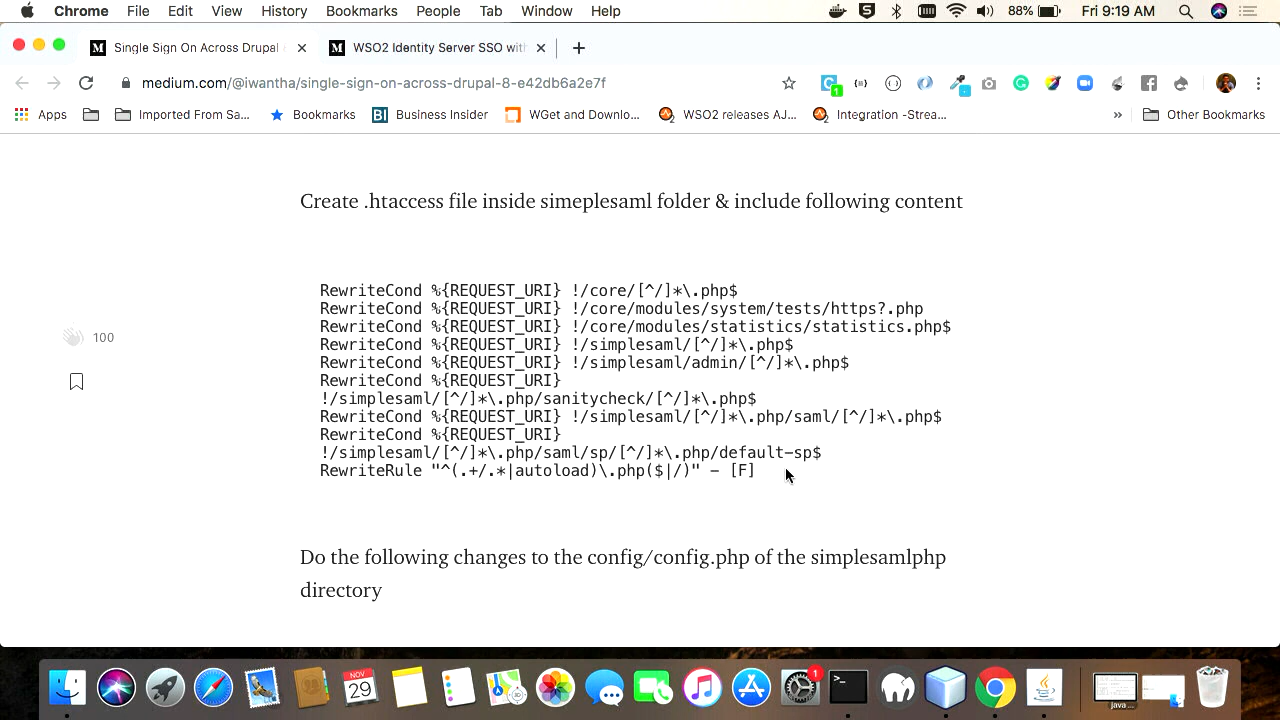 Chrome File Edit View History Bookmarks People Tab Window Help 88% Fri 9:19 AM
Single Sign On Across Drupal WSO2 Identity Server SSO with
medium.com/@iwantha/single-sign-on-across-drupal-8-e42db6a2e7f
Apps Imported From Sa... Bookmarks BI Business Insider WGet and Downlo... WSO2 releases AJ... Integration -Strea... » Other Bookmarks
Create .htaccess file inside simeplesaml folder & include following content
RewriteCond %{REQUEST_URI} !/core/[^/]*\.php$
RewriteCond %{REQUEST_URI} !/core/modules/system/tests/https?.php
RewriteCond %{REQUEST_URI} !/core/modules/statistics/statistics.php$
RewriteCond %{REQUEST_URI} !/simplesaml/[^/]*\.php$
RewriteCond %{REQUEST_URI} !/simplesaml/admin/[^/]*\.php$
RewriteCond %{REQUEST_URI}
!/simplesaml/[^/]*\.php/sanitycheck/[^/]*\.php$
RewriteCond %{REQUEST_URI} !/simplesaml/[^/]*\.php/saml/[^/]*\.php$
RewriteCond %{REQUEST_URI}
!/simplesaml/[^/]*\.php/saml/sp/[^/]*\.php/default-sp$
RewriteRule "^(.+/.*|autoload)\.php($|/)" - [F]
100
Do the following changes to the config/config.php of the simplesamlphp
directory
NOV
29
1
java ...